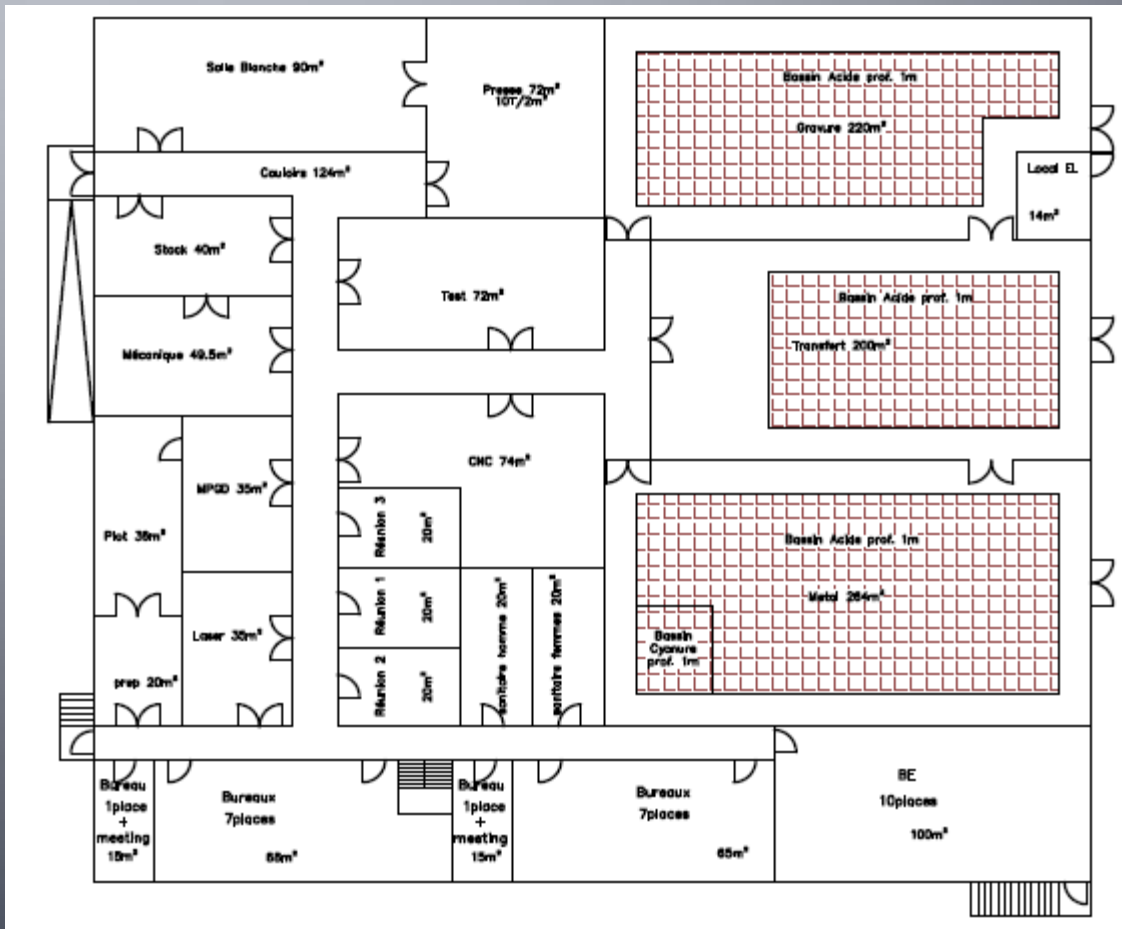 Salle Blanche 90m²
Presse 72m²
10T/2m²
Bassin Acide prof. 1m
Gravure 220m²
Couloirs 124m²
Local EL
14m²
Stock 40m²
Test 72m²
Bassin Acide prof. 1m
Transfert 200m²
Mécanique 49.5m²
CNC 74m²
MPGD 35m²
Plot 36m²
Réunion 3
20m²
Bassin Acide prof. 1m
Metal 264m²
Réunion 1
20m²
sanitaire homme 20m²
sanitaire femmes 20m²
Laser 35m²
Bassin
Cyanure
prof. 1m
prep 20m²
Réunion 2
20m²
Bureau
1place
+
meeting
15m²
Bureaux
7places
65m²
Bureau
1place
+
meeting
15m²
Bureaux
7places
65m²
BE
10places
100m²